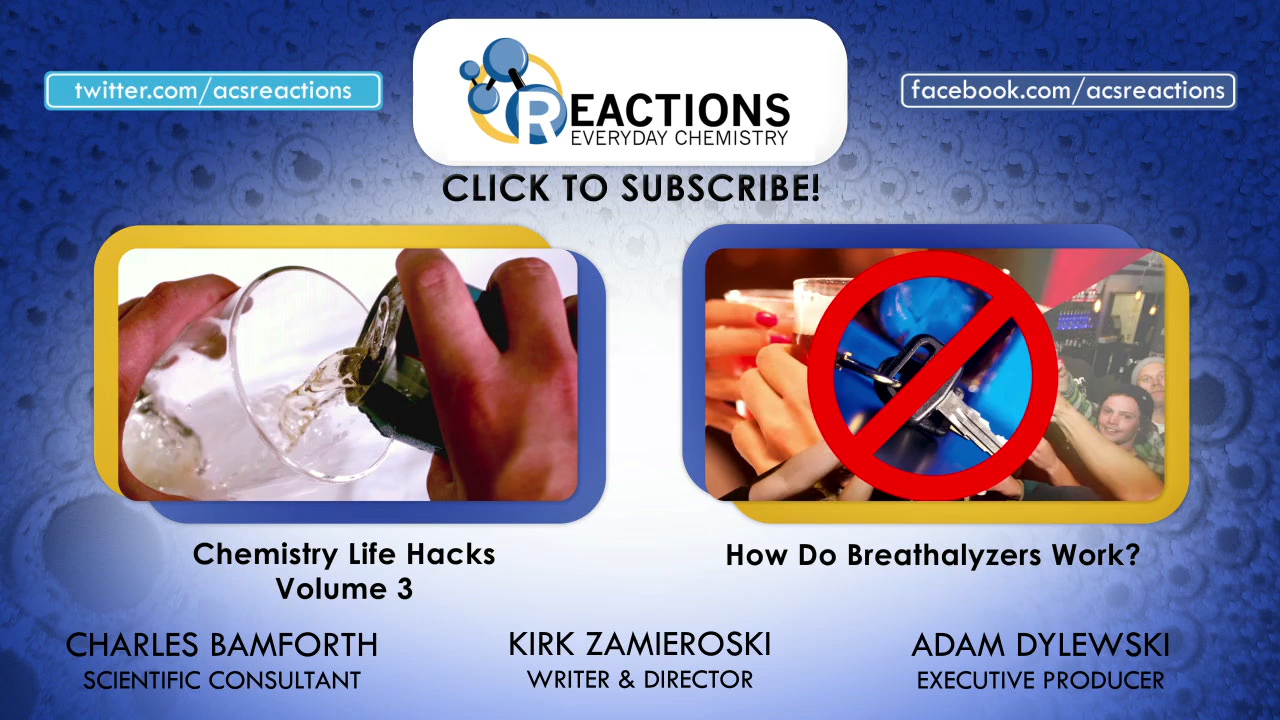 twitter.com/acsreactions
REACTIONS
EVERYDAY CHEMISTRY
facebook.com/acsreactions
CLICK TO SUBSCRIBE!
Chemistry Life Hacks
Volume 3
How Do Breathalyzers Work?
CHARLES BAMFORTH
SCIENTIFIC CONSULTANT
KIRK ZAMIEROSKI
WRITER & DIRECTOR
ADAM DYLEWSKI
EXECUTIVE PRODUCER